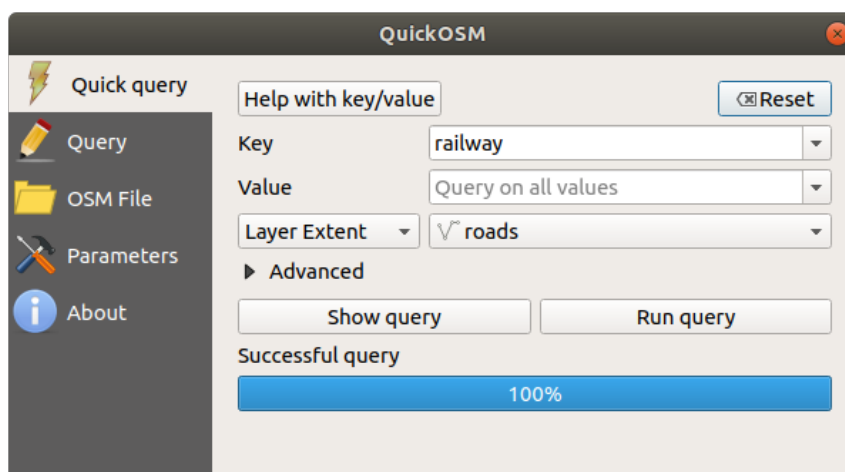 QuickOSM
Quick query
Query
OSM File
Parameters
About
Help with key/value
Reset
Key
railway
Value
Query on all values
Layer Extent
roads
Advanced
Show query
Run query
Successful query
100%